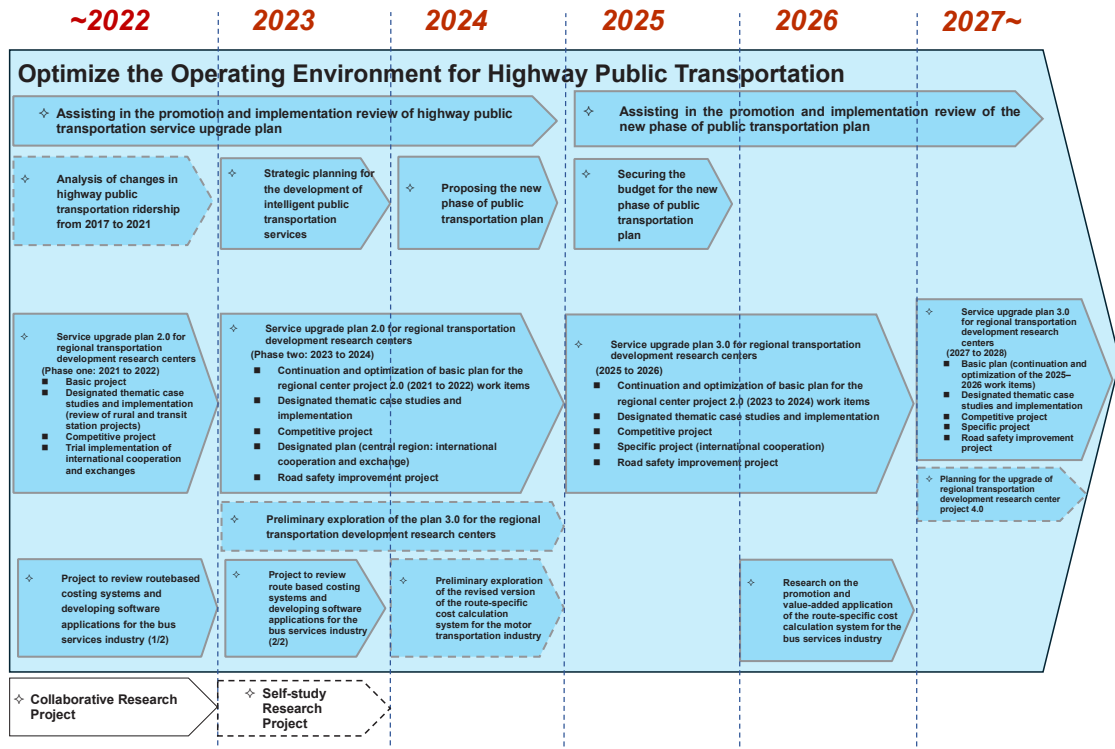 ~2022
2023
2024
2025
2026
2027~
Optimize the Operating Environment for Highway Public Transportation
✧ Assisting in the promotion and implementation review of highway public
transportation service upgrade plan
✧ Assisting in the promotion and implementation review of the
new phase of public transportation plan
✧ Analysis of changes in
highway public
transportation ridership
from 2017 to 2021
✧ Strategic planning for
the development of
intelligent public
transportation
services
✧ Proposing the new
phase of public
transportation plan
✧ Securing the
budget for the new
phase of public
transportation
plan
✧ Service upgrade plan 2.0 for
regional transportation
development research centers
(Phase one: 2021 to 2022)
■ Basic project
■ Designated thematic case
studies and implementation
(review of rural and transit
station projects)
■ Competitive project
■ Trial implementation of
international cooperation
and exchanges
✧ Service upgrade plan 2.0 for regional transportation
development research centers
(Phase two: 2023 to 2024)
■ Continuation and optimization of basic plan for
the regional center project 2.0 (2021 to 2022) work
items
■ Designated thematic case studies and
implementation
■ Competitive project
■ Designated plan (central region: international
cooperation and exchange)
■ Road safety improvement project
✧ Service upgrade plan 3.0 for regional transportation
development research centers
(2025 to 2026)
■ Continuation and optimization of basic plan for the
regional center project 2.0 (2023 to 2024) work items
■ Designated thematic case studies and implementation
■ Competitive project
■ Specific project (international cooperation)
■ Road safety improvement project
✧ Service upgrade plan 3.0
for regional transportation
development research
centers
(2027 to 2028)
■ Basic plan (continuation and
optimization of the 2025–
2026 work items)
■ Designated thematic case
studies and implementation
■ Competitive project
■ Specific project
■ Road safety improvement
project
✧ Planning for the upgrade of
regional transportation
development research center
project 4.0
✧ Preliminary exploration of the plan 3.0 for the regional
transportation development research centers
✧ Project to review routebased
costing systems and
developing software
applications for the bus
services industry (1/2)
✧ Project to review
route based costing
systems and
developing software
applications for the
bus services industry
(2/2)
✧ Preliminary exploration
of the revised version
of the route-specific
cost calculation
system for the motor
transportation industry
✧ Research on the
promotion and
value-added application
of the route-specific cost
calculation system for the
bus services industry
✧ Collaborative Research
Project
✧ Self-study
Research
Project